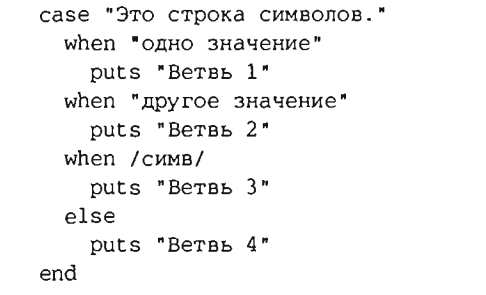 case "Это строка символов."
when "одно значение"
puts "Ветвь 1"
when "другое значение"
puts "Ветвь 2"
when /симв/
puts "Ветвь 3"
else
puts "Ветвь 4"
end